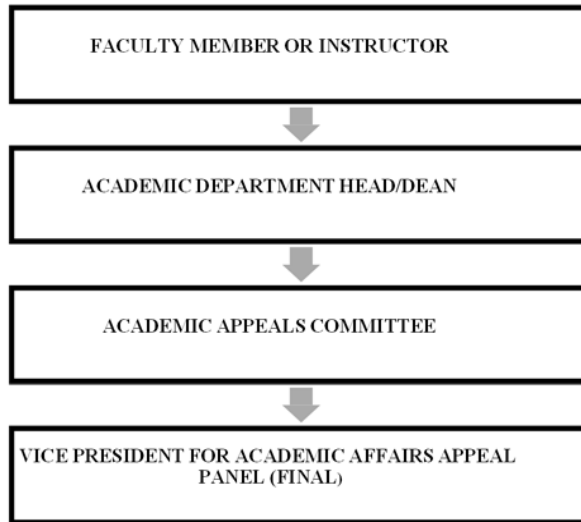 FACULTY MEMBER OR INSTRUCTOR
ACADEMIC DEPARTMENT HEAD/DEAN
ACADEMIC APPEALS COMMITTEE
VICE PRESIDENT FOR ACADEMIC AFFAIRS APPEAL
PANEL (FINAL)